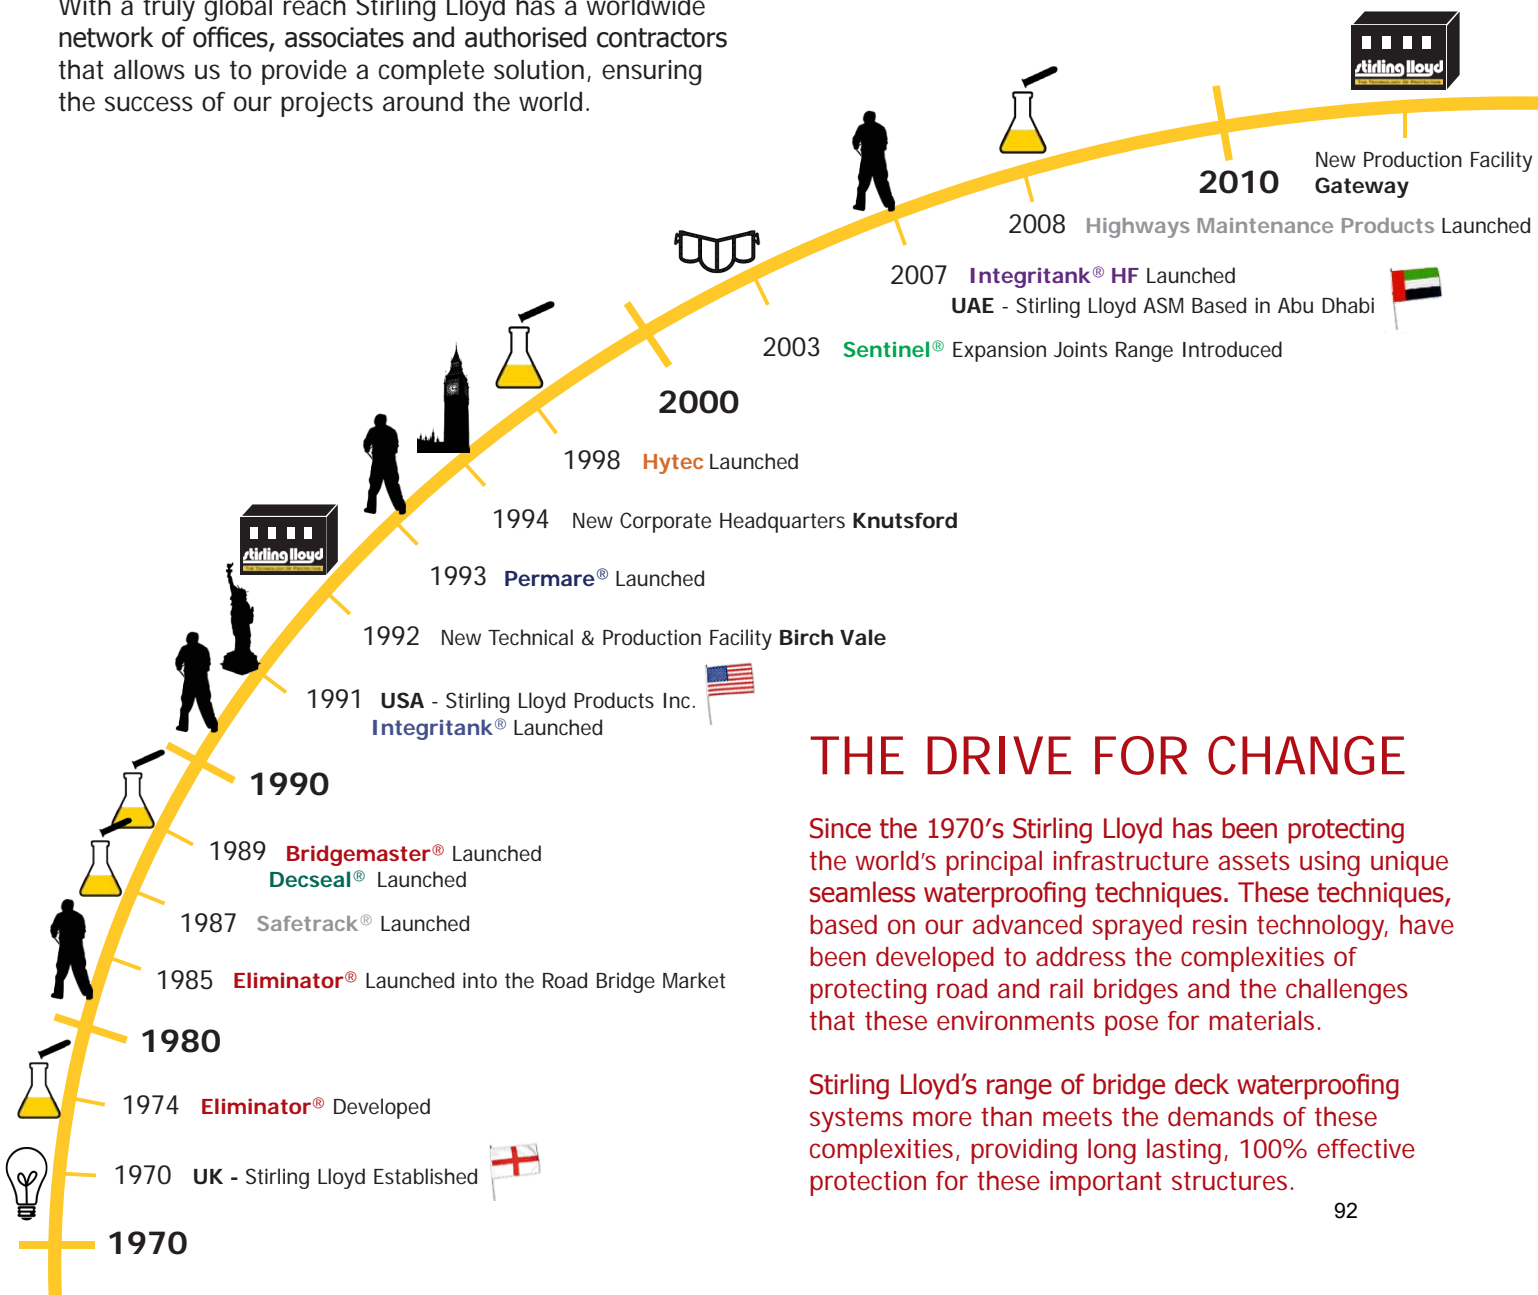 With a truly global reach Stirling Lloyd has a worldwide
network of offices, associates and authorised contractors
that allows us to provide a complete solution, ensuring
the success of our projects around the world.
stirling lloyd
THE TECHNOLOGY OF PROTECTION
New Production Facility
Gateway
2010
2008 Highways Maintenance Products Launched
2007 Integritank® HF Launched
UAE - Stirling Lloyd ASM Based in Abu Dhabi
2003 Sentinel® Expansion Joints Range Introduced
2000
1998 Hytec Launched
1994 New Corporate Headquarters Knutsford
stirling lloyd
THE TECHNOLOGY OF PROTECTION
1993 Permare® Launched
1992 New Technical & Production Facility Birch Vale
1991 USA - Stirling Lloyd Products Inc.
Integritank® Launched
1990
1989 Bridgemaster® Launched
Decseal® Launched
1987 Safetrack® Launched
1985 Eliminator® Launched into the Road Bridge Market
1980
1974 Eliminator® Developed
1970 UK - Stirling Lloyd Established
1970
THE DRIVE FOR CHANGE
Since the 1970's Stirling Lloyd has been protecting
the world's principal infrastructure assets using unique
seamless waterproofing techniques. These techniques,
based on our advanced sprayed resin technology, have
been developed to address the complexities of
protecting road and rail bridges and the challenges
that these environments pose for materials.
Stirling Lloyd's range of bridge deck waterproofing
systems more than meets the demands of these
complexities, providing long lasting, 100% effective
protection for these important structures.
92